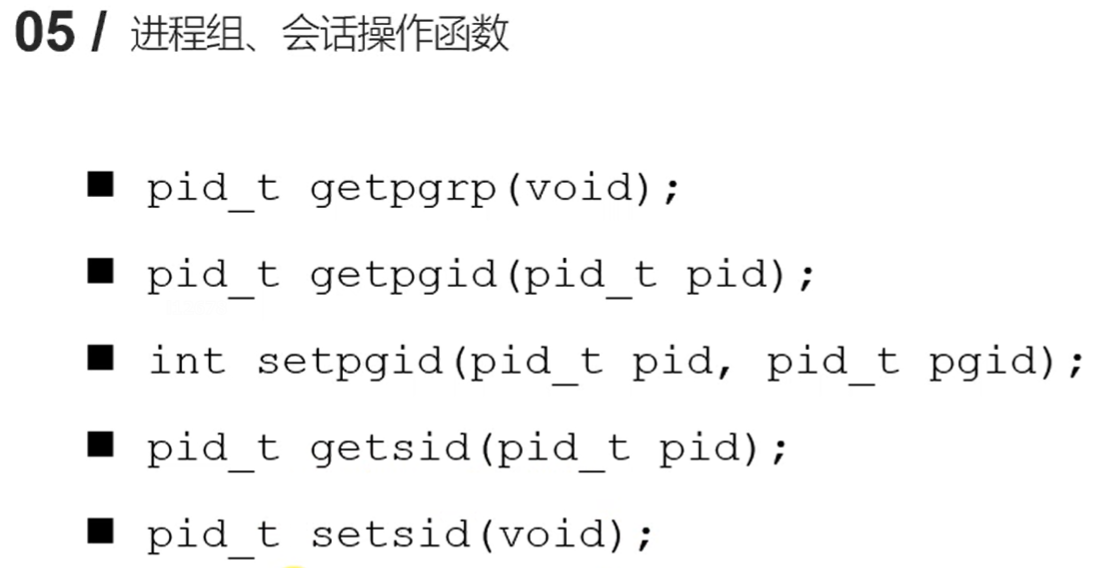 05 / 进程组、会话操作函数
■ pid_t getpgrp(void);
■ pid_t getpgid(pid_t pid);
■ int setpgid(pid_t pid, pid_t pgid);
■ pid_t getsid(pid_t pid);
■ pid_t setsid(void);